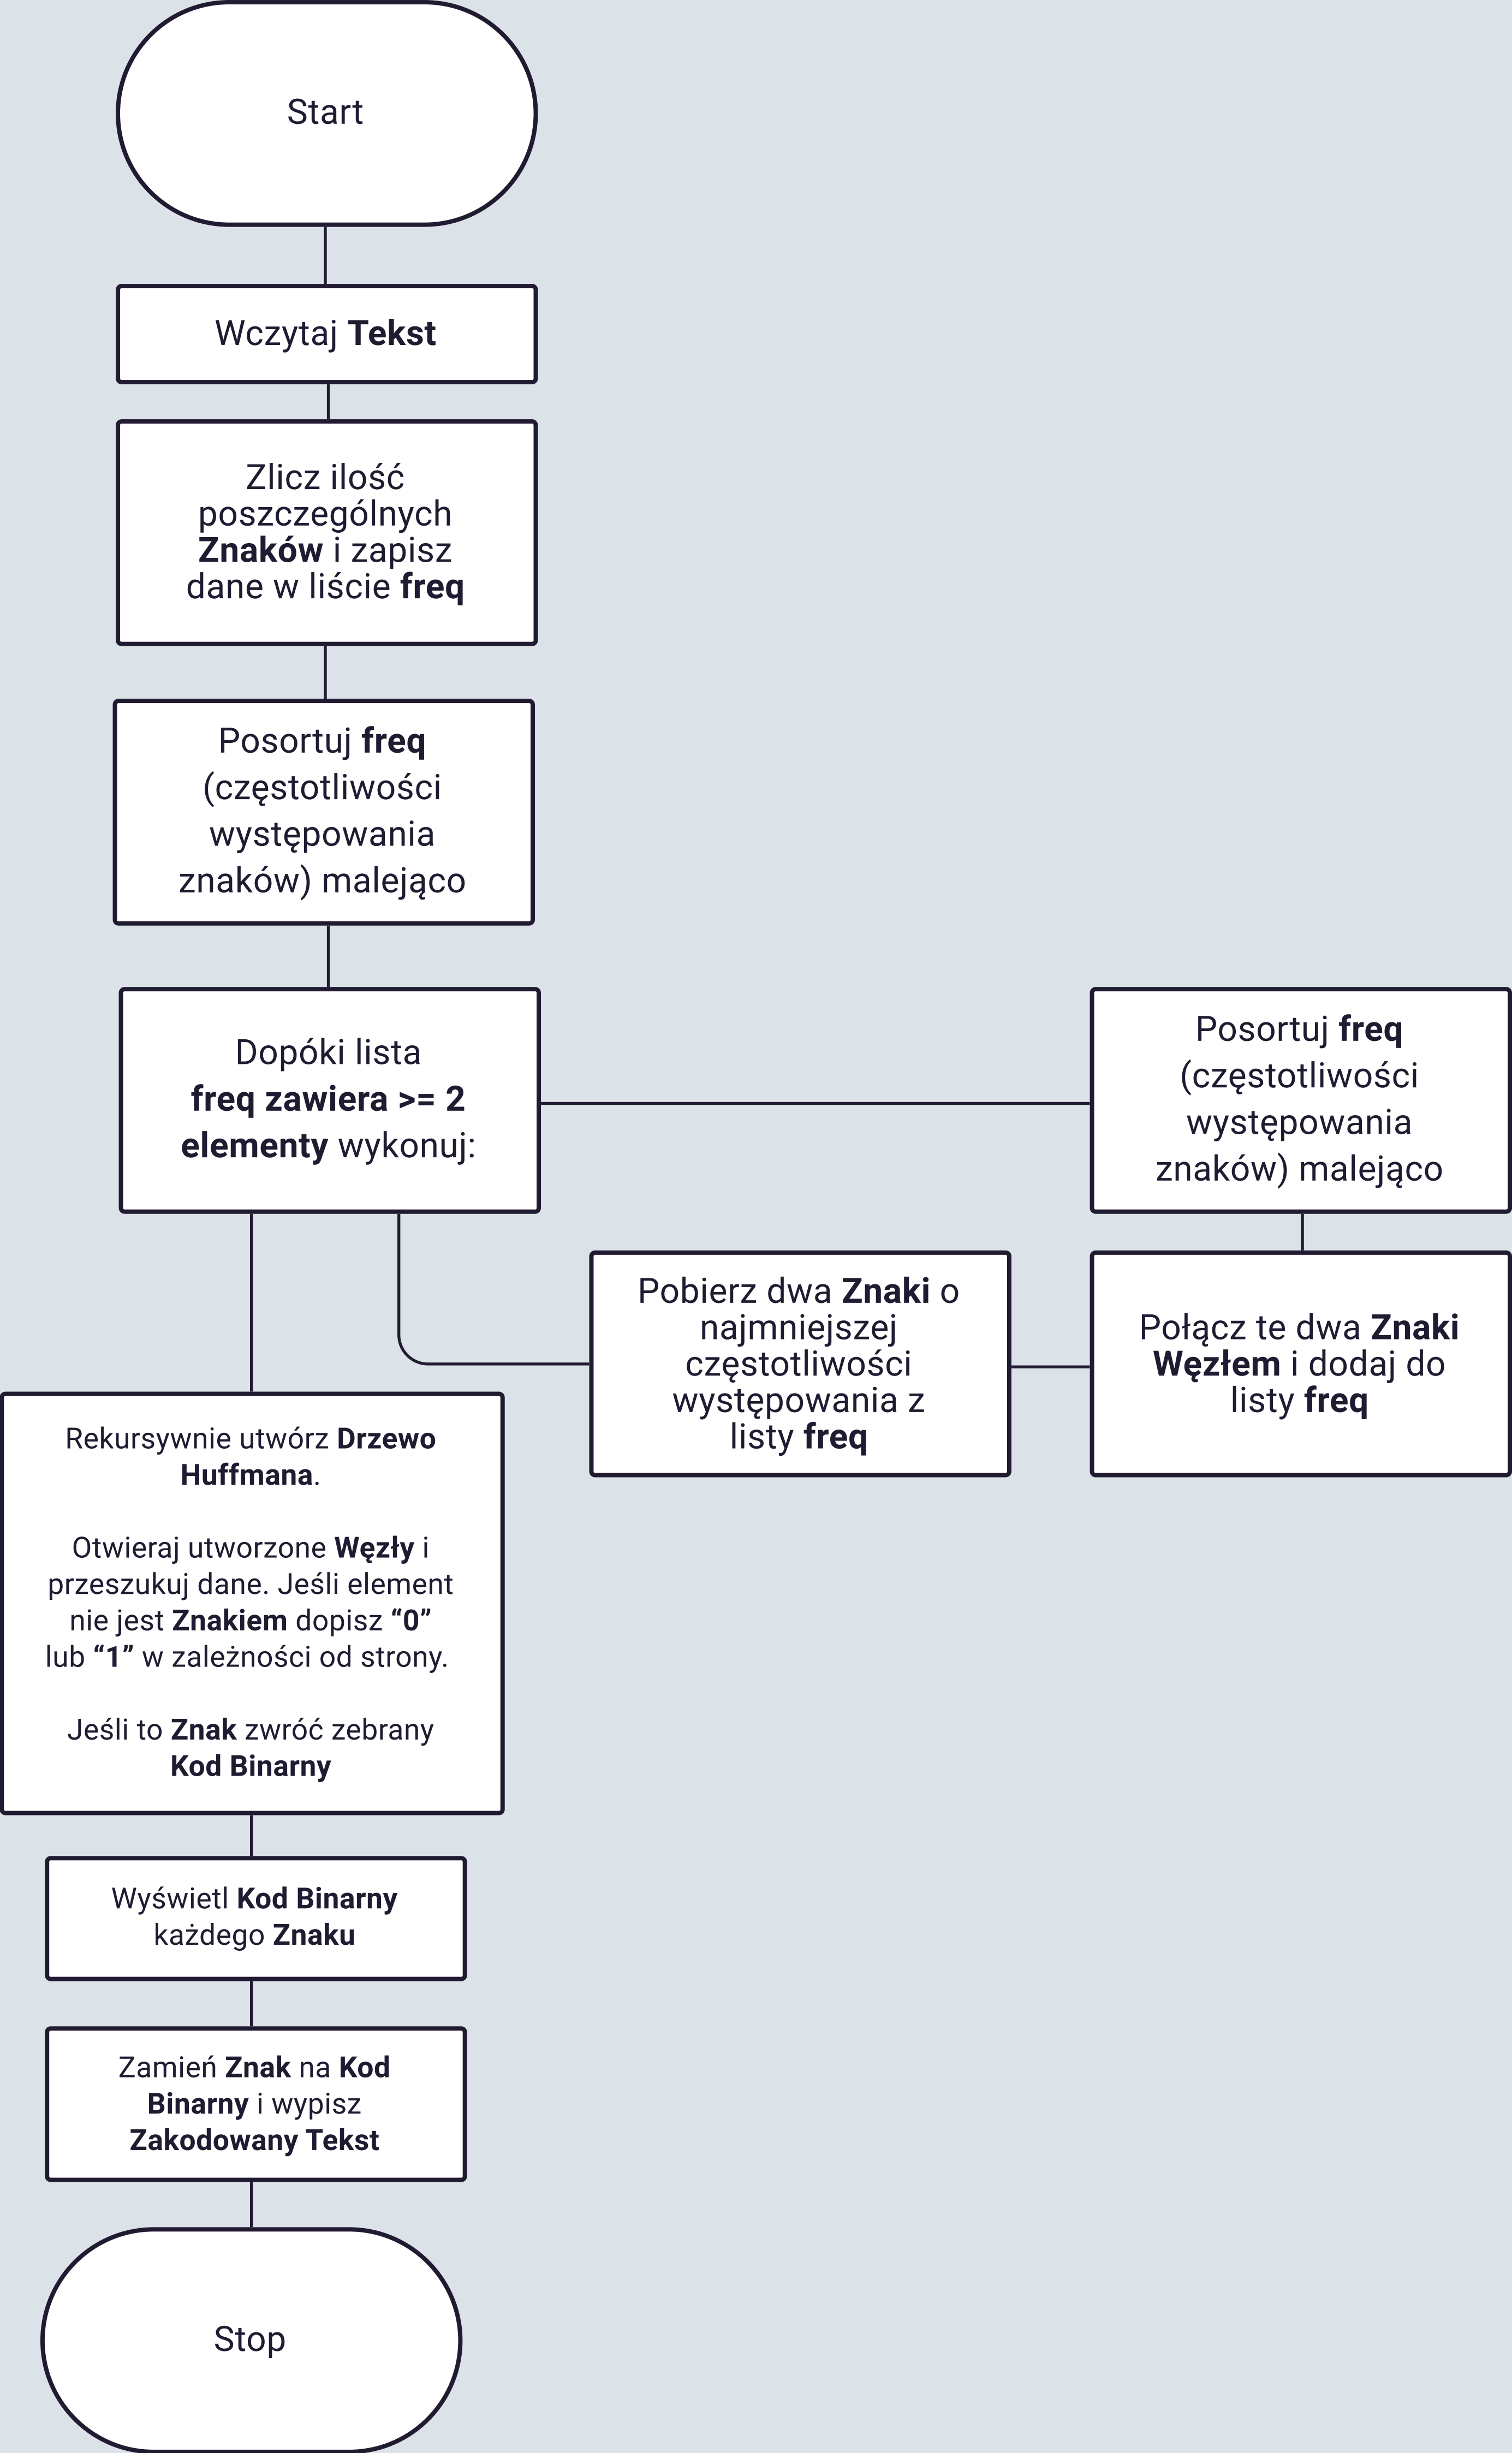 Start
Wczytaj Tekst
Zlicz ilość
poszczególnych
Znaków i zapisz
dane w liście freq
Posortuj freq
(częstotliwości
występowania
znaków) malejąco
Dopóki lista
freq zawiera >= 2
elementy wykonuj:
Pobierz dwa Znaki o
najmniejszej
częstotliwości
występowania z
listy freq
Połącz te dwa Znaki
Węzłem i dodaj do
listy freq
Posortuj freq
(częstotliwości
występowania
znaków) malejąco
Rekursywnie utwórz Drzewo
Huffmana.
Otwieraj utworzone Węzły i
przeszukuj dane. Jeśli element
nie jest Znakiem dopisz “0”
lub “1” w zależności od strony.
Jeśli to Znak zwróć zebrany
Kod Binarny
Wyświetl Kod Binarny
każdego Znaku
Zamień Znak na Kod
Binarny i wypisz
Zakodowany Tekst
Stop